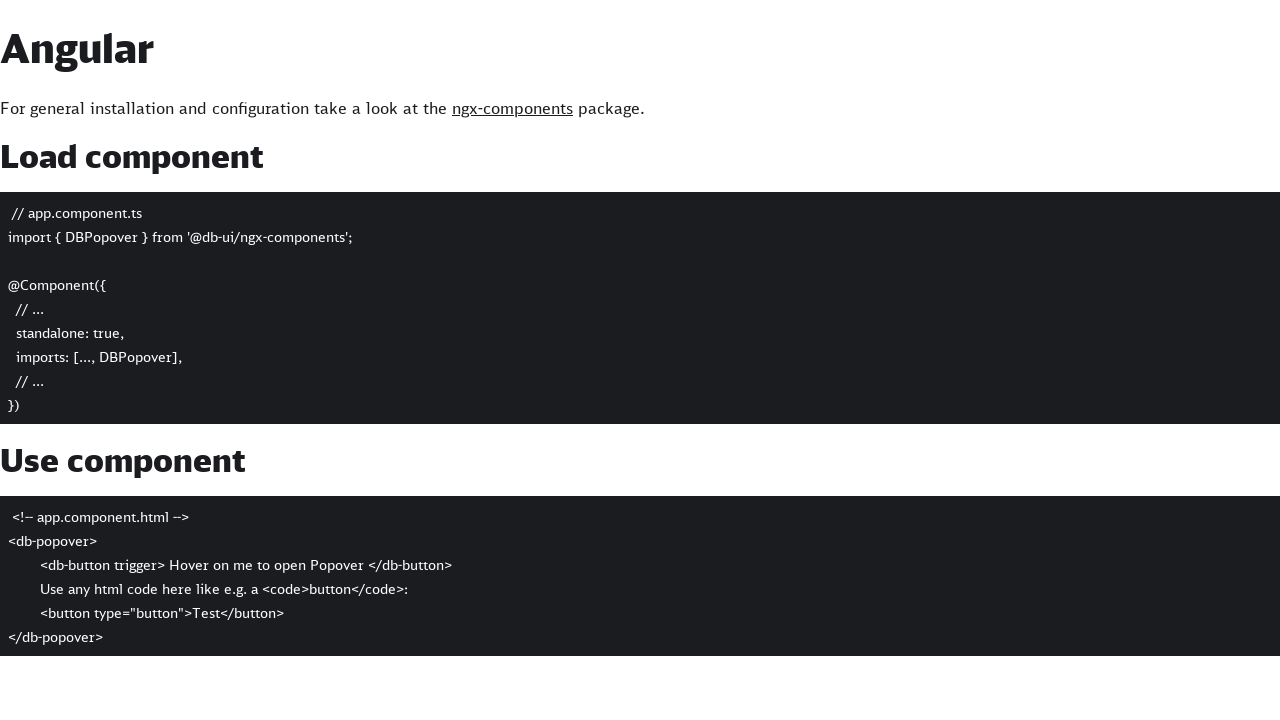 Angular
For general installation and configuration take a look at the ngx-components package.
Load component
// app.component.ts
import { DBPopover } from '@db-ui/ngx-components';
@Component({
// ...
standalone: true,
imports: [..., DBPopover],
// ...
})
Use component
<!-- app.component.html -->
<db-popover>
<db-button trigger> Hover on me to open Popover </db-button>
Use any html code here like e.g. a <code>button</code>:
<button type="button">Test</button>
</db-popover>